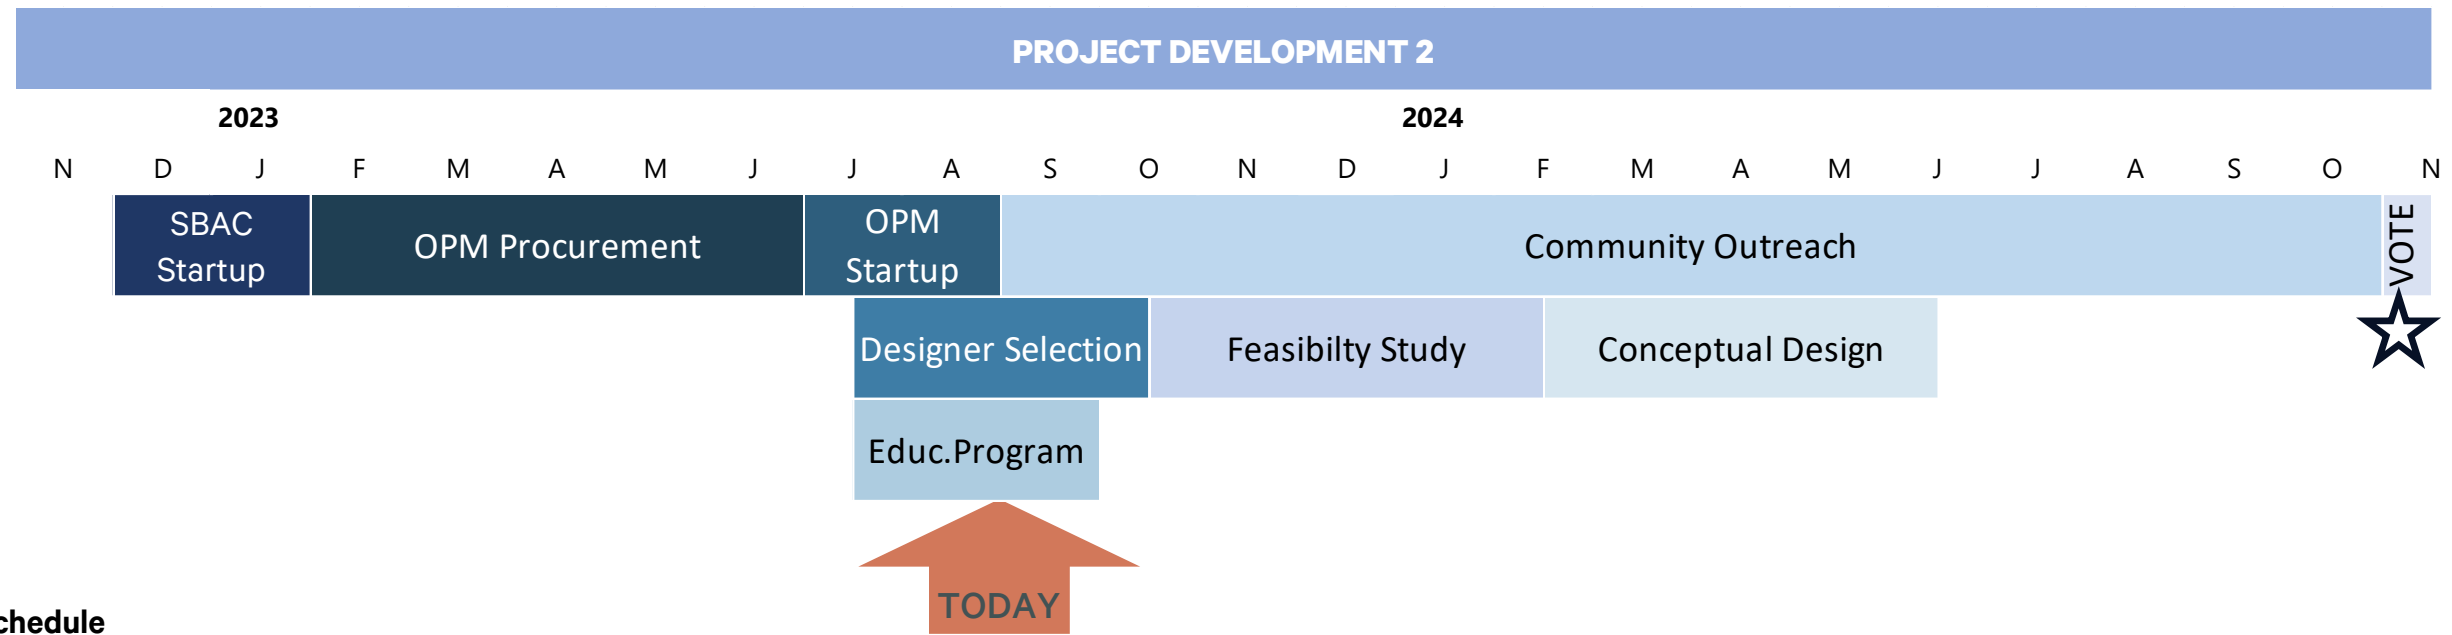 PROJECT DEVELOPMENT 2
2023 2024
N D J F M A M J J A S O N D J F M A M J J A S O N
SBAC
Startup
OPM Procurement
OPM
Startup
Community Outreach
VOTE
Designer Selection
Feasibilty Study
Conceptual Design
Educ.Program
TODAY
chedule